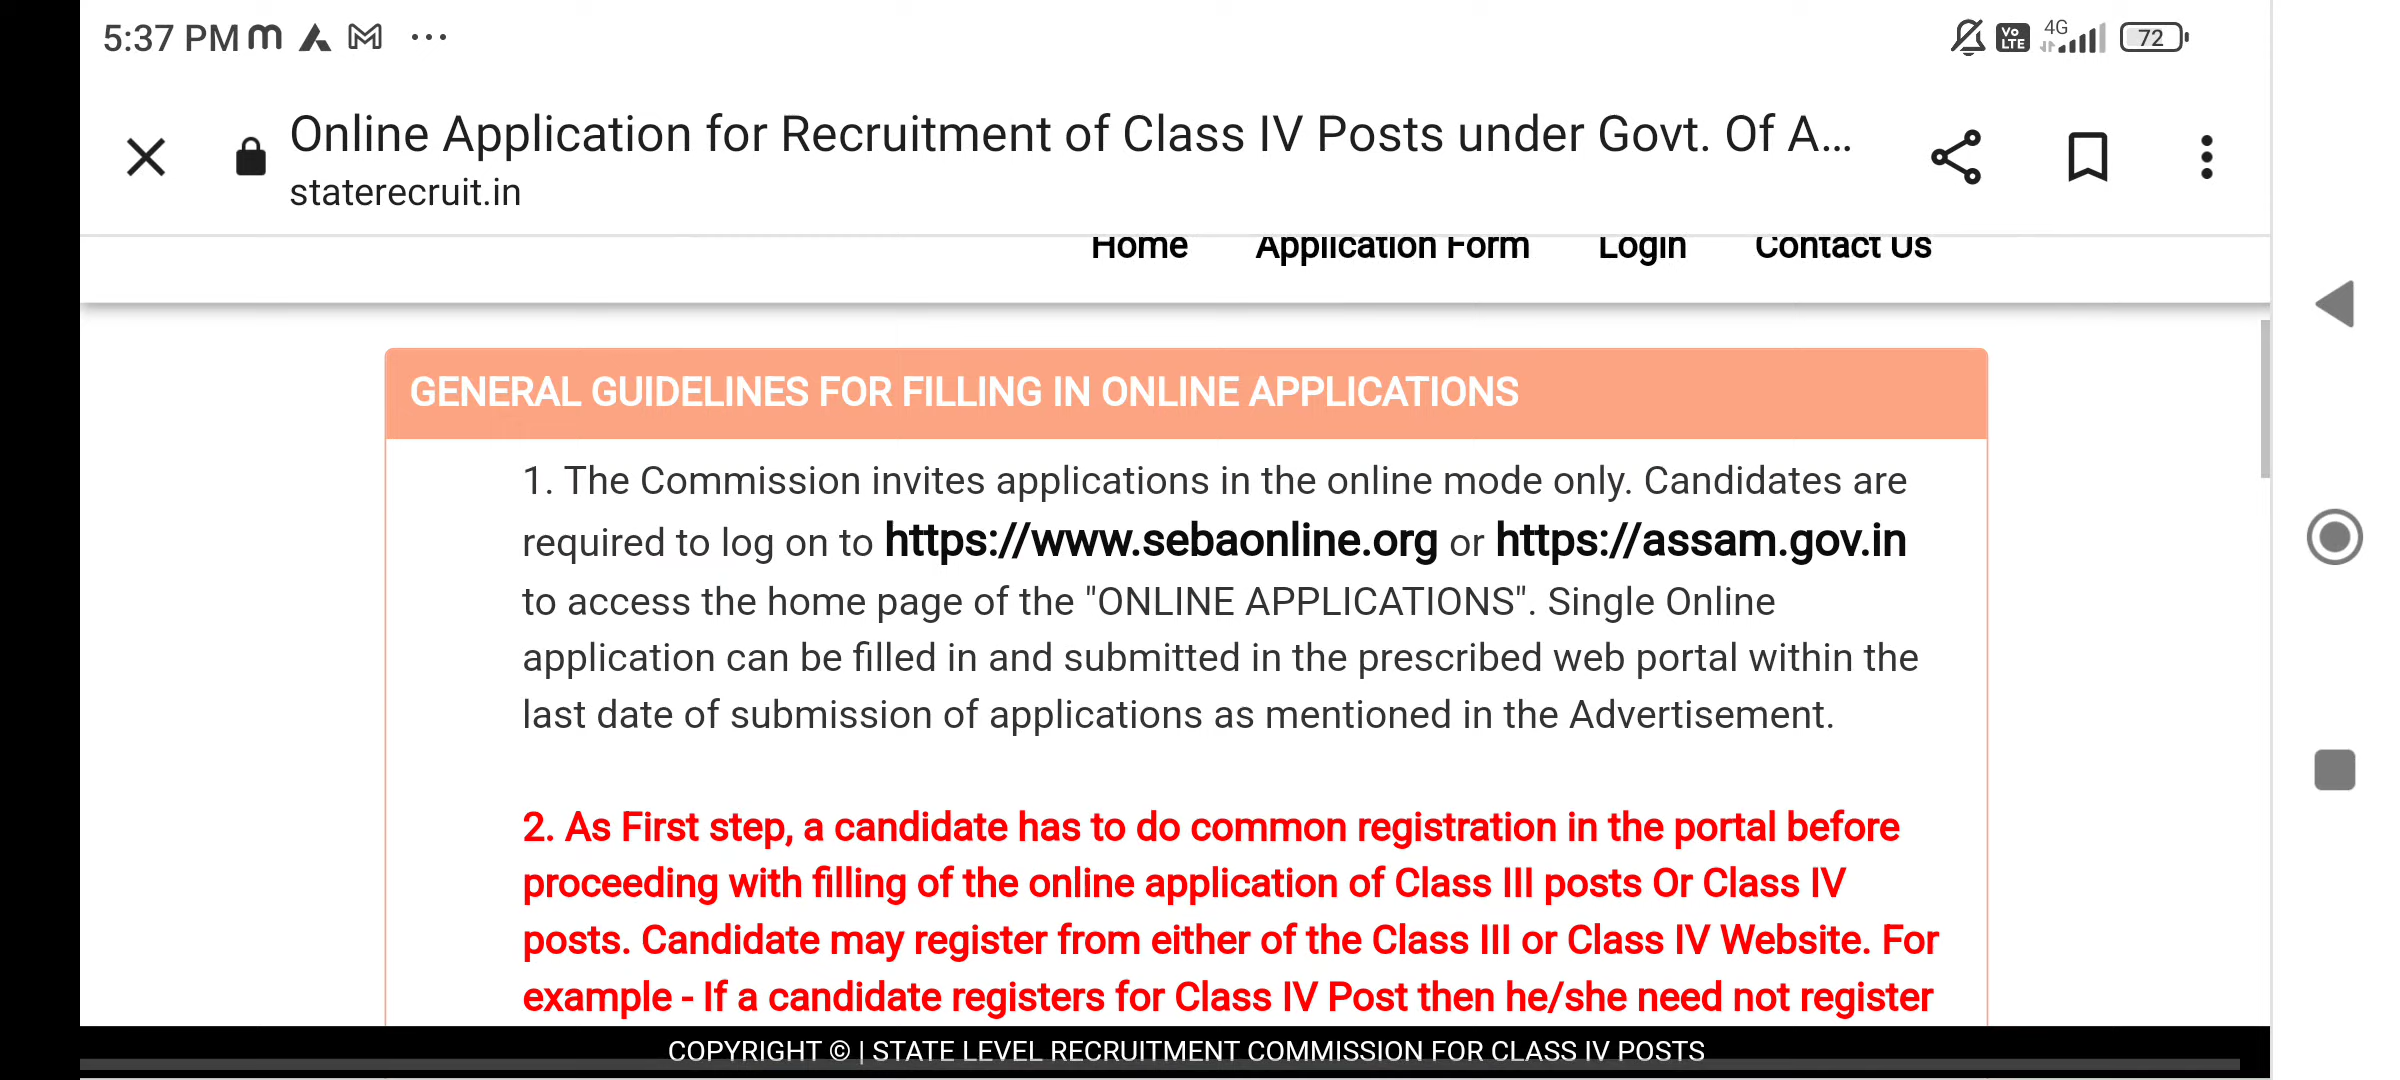 5:37 PM
Vo LTE 4G 72
Online Application for Recruitment of Class IV Posts under Govt. Of A...
staterecruit.in
Home Application Form Login Contact Us
GENERAL GUIDELINES FOR FILLING IN ONLINE APPLICATIONS
1. The Commission invites applications in the online mode only. Candidates are
required to log on to https://www.sebaonline.org or https://assam.gov.in
to access the home page of the "ONLINE APPLICATIONS". Single Online
application can be filled in and submitted in the prescribed web portal within the
last date of submission of applications as mentioned in the Advertisement.
2. As First step, a candidate has to do common registration in the portal before
proceeding with filling of the online application of Class III posts Or Class IV
posts. Candidate may register from either of the Class III or Class IV Website. For
example - If a candidate registers for Class IV Post then he/she need not register
COPYRIGHT © | STATE LEVEL RECRUITMENT COMMISSION FOR CLASS IV POSTS